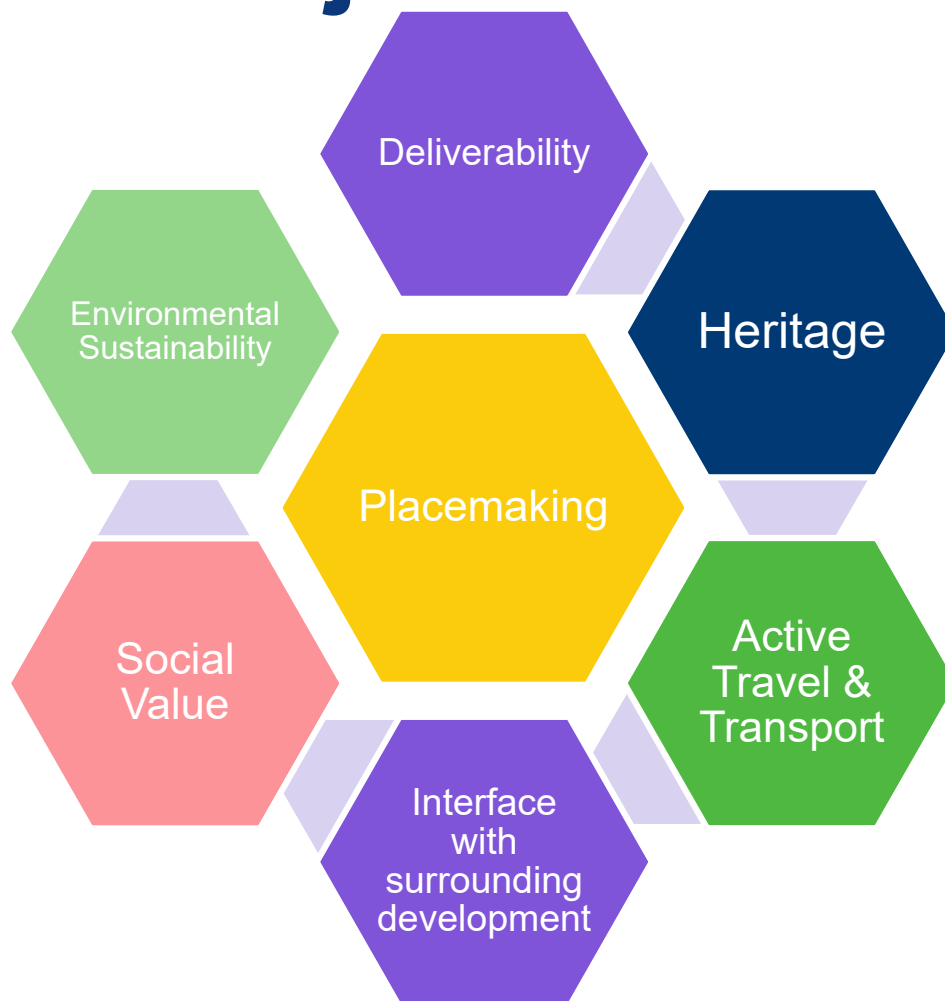 Deliverability
Heritage
Environmental
Sustainability
Placemaking
Active
Travel &
Transport
Social
Value
Interface
with
surrounding
development